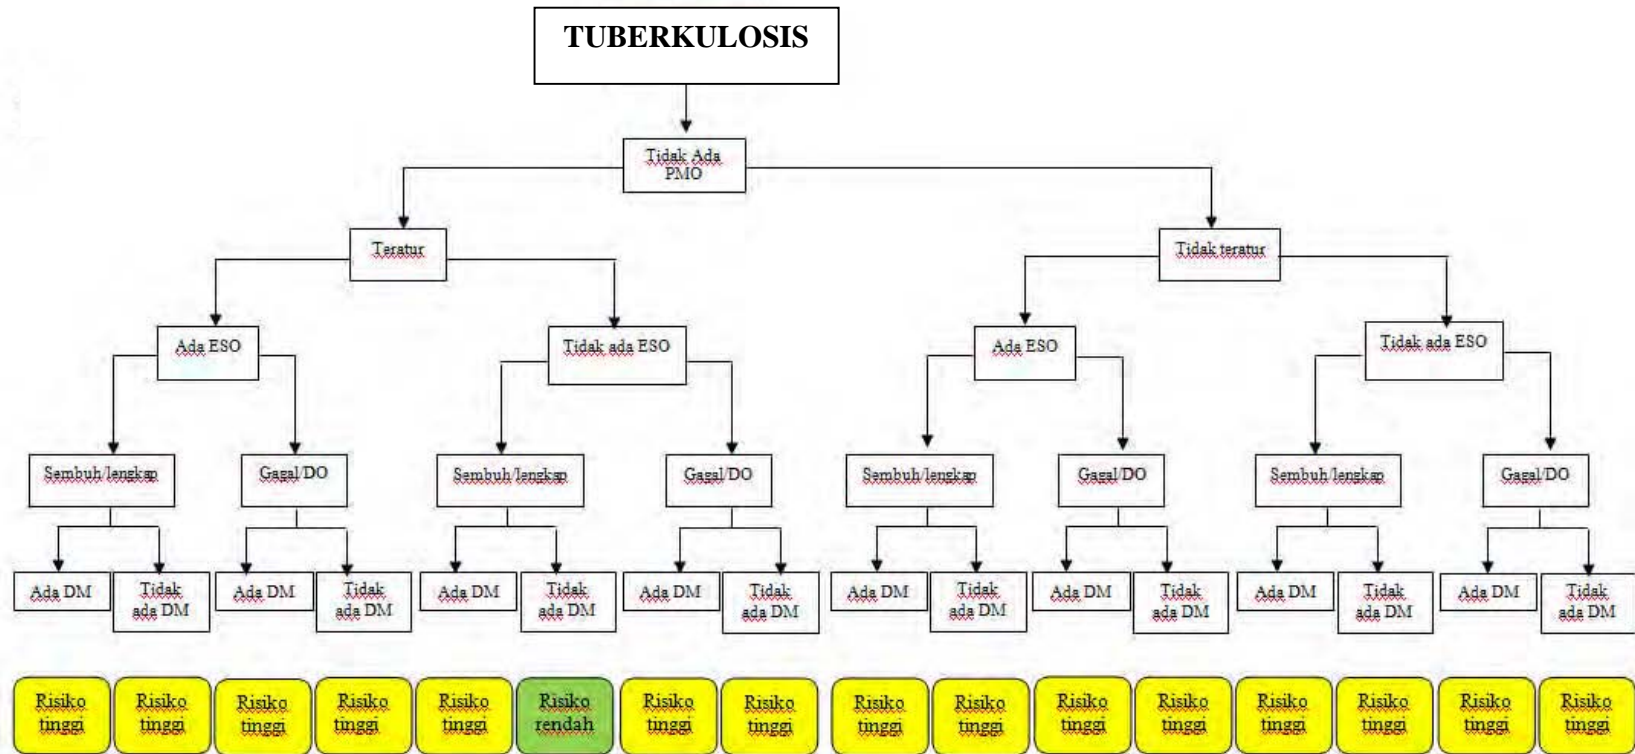 TUBERKULOSIS
Tidak Ada
PMO
Teratur
Tidak teratur
Ada ESO
Tidak ada ESO
Ada ESO
Tidak ada ESO
Sembuh/lengkap
Gagal/DO
Sembuh/lengkap
Gagal/DO
Sembuh/lengkap
Gagal/DO
Sembuh/lengkap
Gagal/DO
Ada DM
Tidak
ada DM
Ada DM
Tidak
ada DM
Ada DM
Tidak
ada DM
Ada DM
Tidak
ada DM
Ada DM
Tidak
ada DM
Ada DM
Tidak
ada DM
Ada DM
Tidak
ada DM
Ada DM
Tidak
ada DM
Risiko
tinggi
Risiko
tinggi
Risiko
tinggi
Risiko
tinggi
Risiko
tinggi
Risiko
rendah
Risiko
tinggi
Risiko
tinggi
Risiko
tinggi
Risiko
tinggi
Risiko
tinggi
Risiko
tinggi
Risiko
tinggi
Risiko
tinggi
Risiko
tinggi
Risiko
tinggi